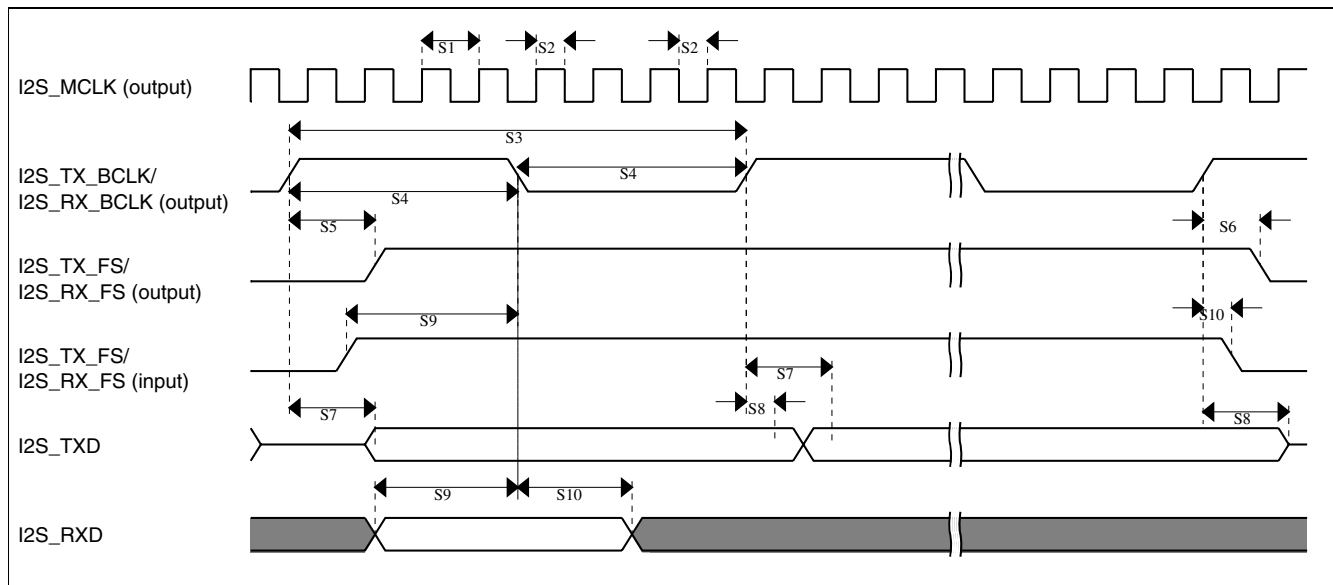 S1
S2
S2
I2S_MCLK (output)
S3
I2S_TX_BCLK/
I2S_RX_BCLK (output)
S4
S4
S5
S6
I2S_TX_FS/
I2S_RX_FS (output)
S9
S10
I2S_TX_FS/
I2S_RX_FS (input)
S7
S7
S8
S8
I2S_TXD
S9
S10
I2S_RXD